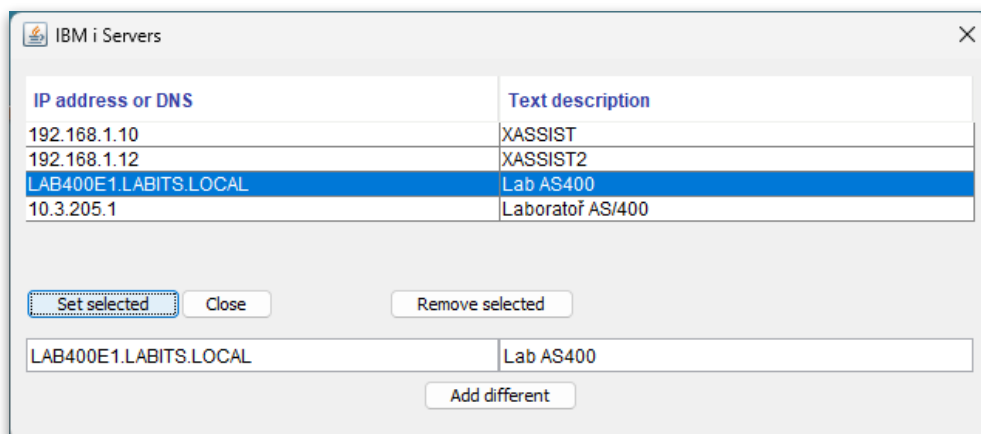 IBM i Servers
IP address or DNS Text description
192.168.1.10 XASSIST
192.168.1.12 XASSIST2
LAB400E1.LABITS.LOCAL Lab AS400
10.3.205.1 Laboratoř AS/400
Set selected Close Remove selected
LAB400E1.LABITS.LOCAL Lab AS400
Add different